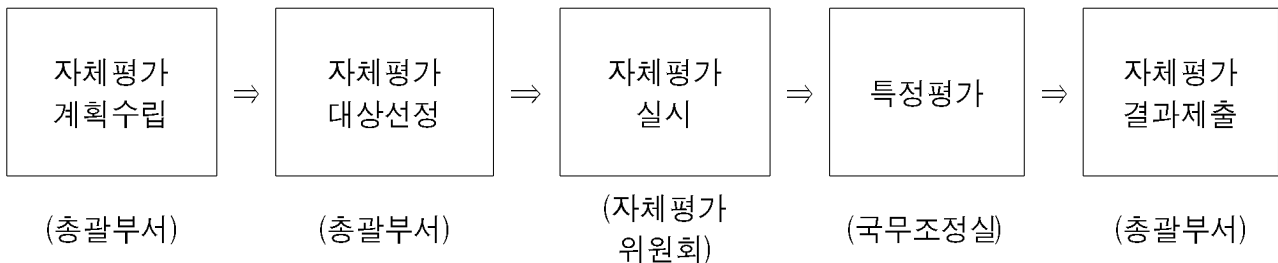 자체평가
계획수립
⇒
자체평가
대상선정
⇒
자체평가
실시
⇒
특정평가
⇒
자체평가
결과제출
(총괄부서)
(총괄부서)
(자체평가
위원회)
(국무조정실)
(총괄부서)